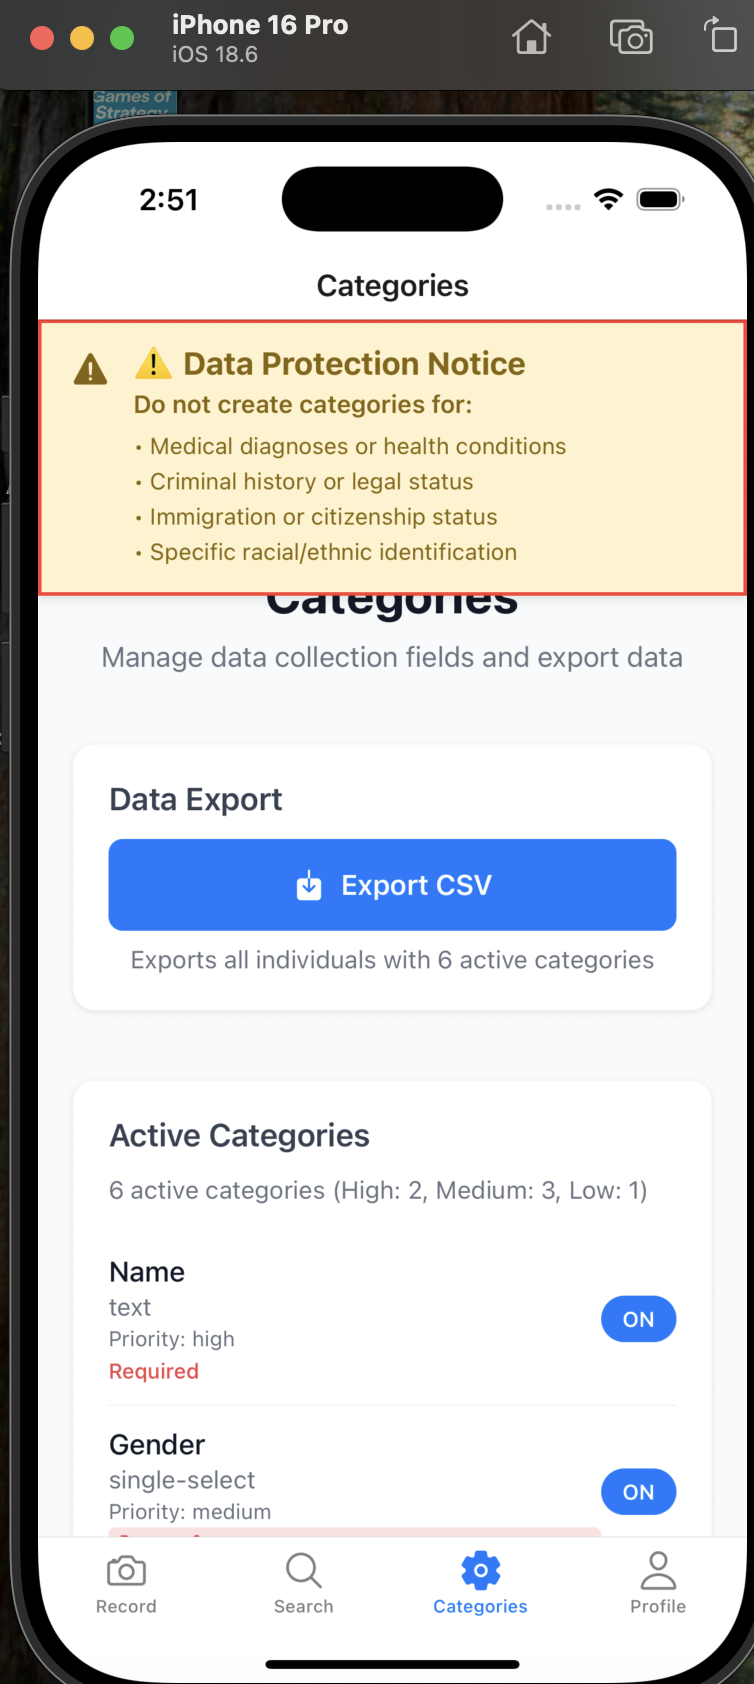 iPhone 16 Pro
iOS 18.6
Games of
Strategy
2:51
Categories
⚠️ Data Protection Notice
Do not create categories for:
• Medical diagnoses or health conditions
• Criminal history or legal status
• Immigration or citizenship status
• Specific racial/ethnic identification
Categories
Manage data collection fields and export data
Data Export
Export CSV
Exports all individuals with 6 active categories
Active Categories
6 active categories (High: 2, Medium: 3, Low: 1)
Name
text
Priority: high
Required
ON
Gender
single-select
Priority: medium
ON
Record
Search
Categories
Profile